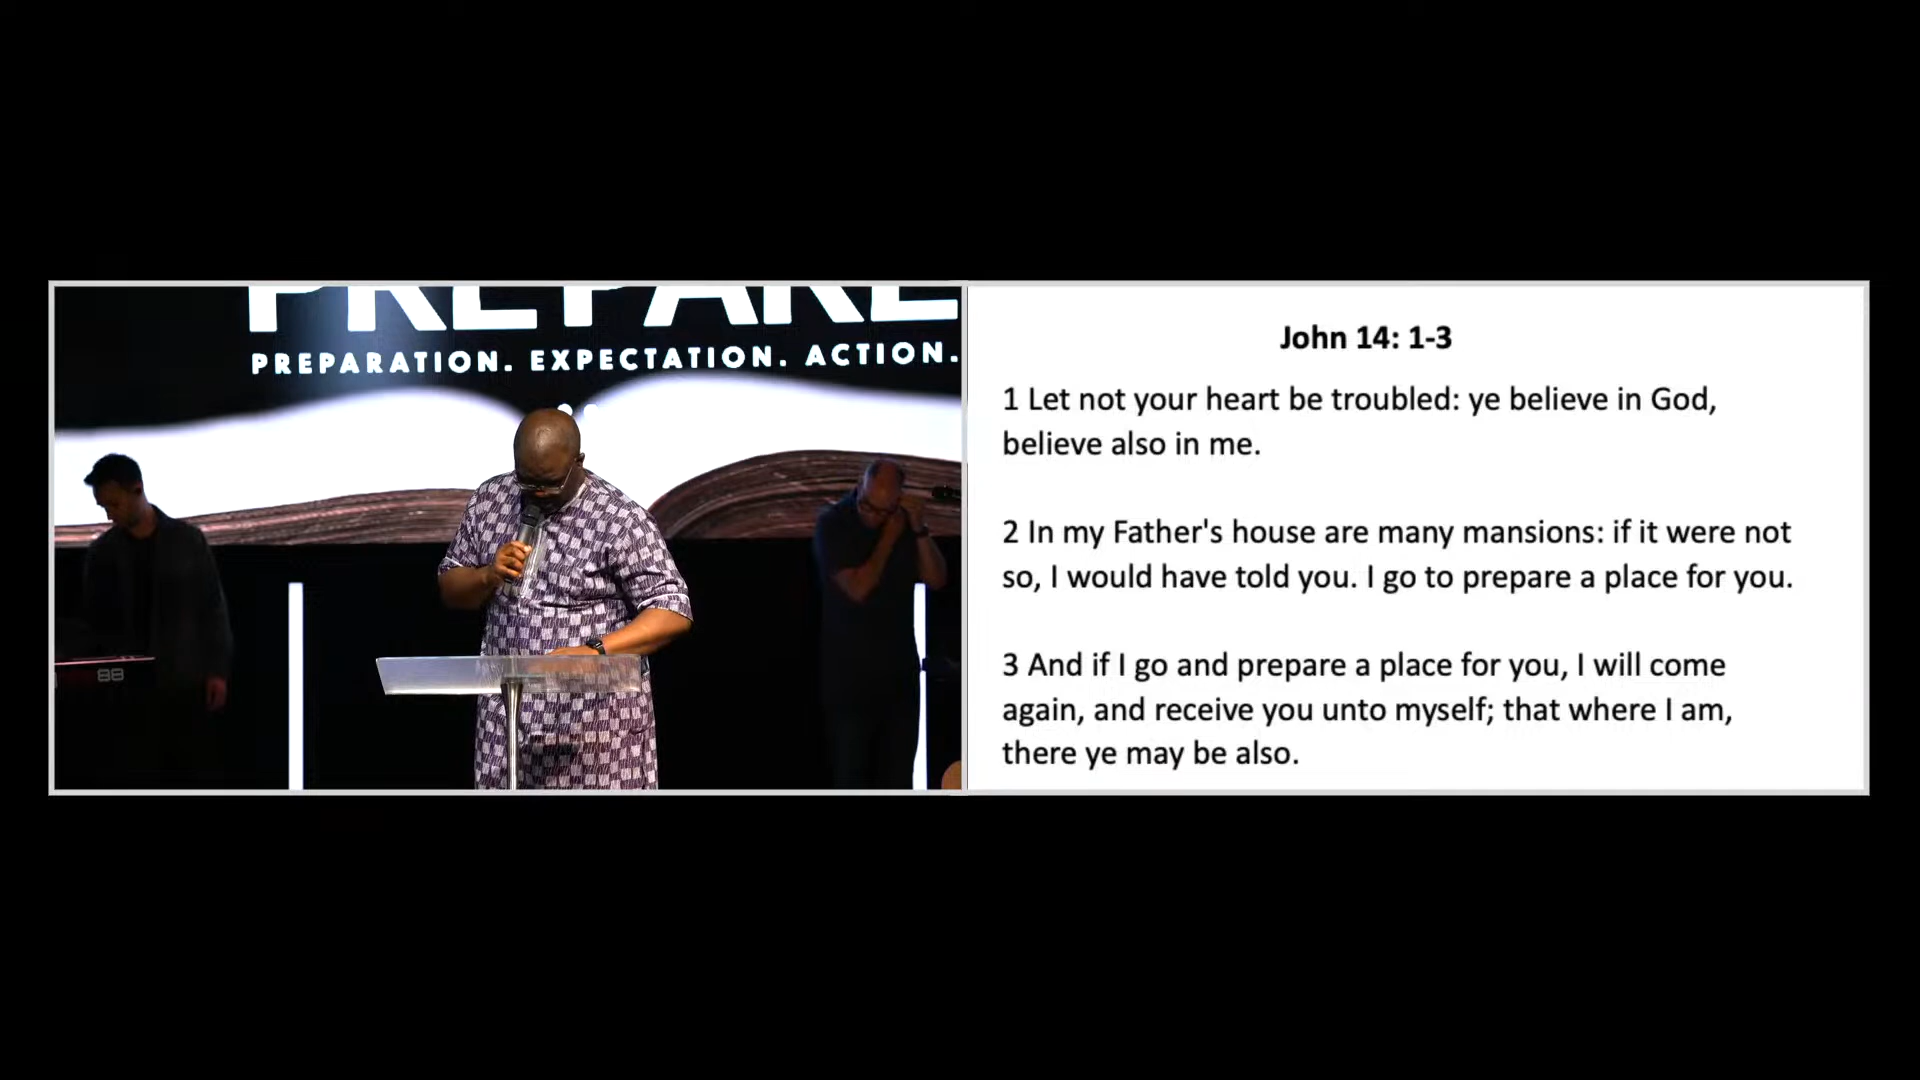 PREPARE
PREPARATION. EXPECTATION. ACTION.
88
John 14: 1-3
1 Let not your heart be troubled: ye believe in God,
believe also in me.
2 In my Father's house are many mansions: if it were not
so, I would have told you. I go to prepare a place for you.
3 And if I go and prepare a place for you, I will come
again, and receive you unto myself; that where I am,
there ye may be also.